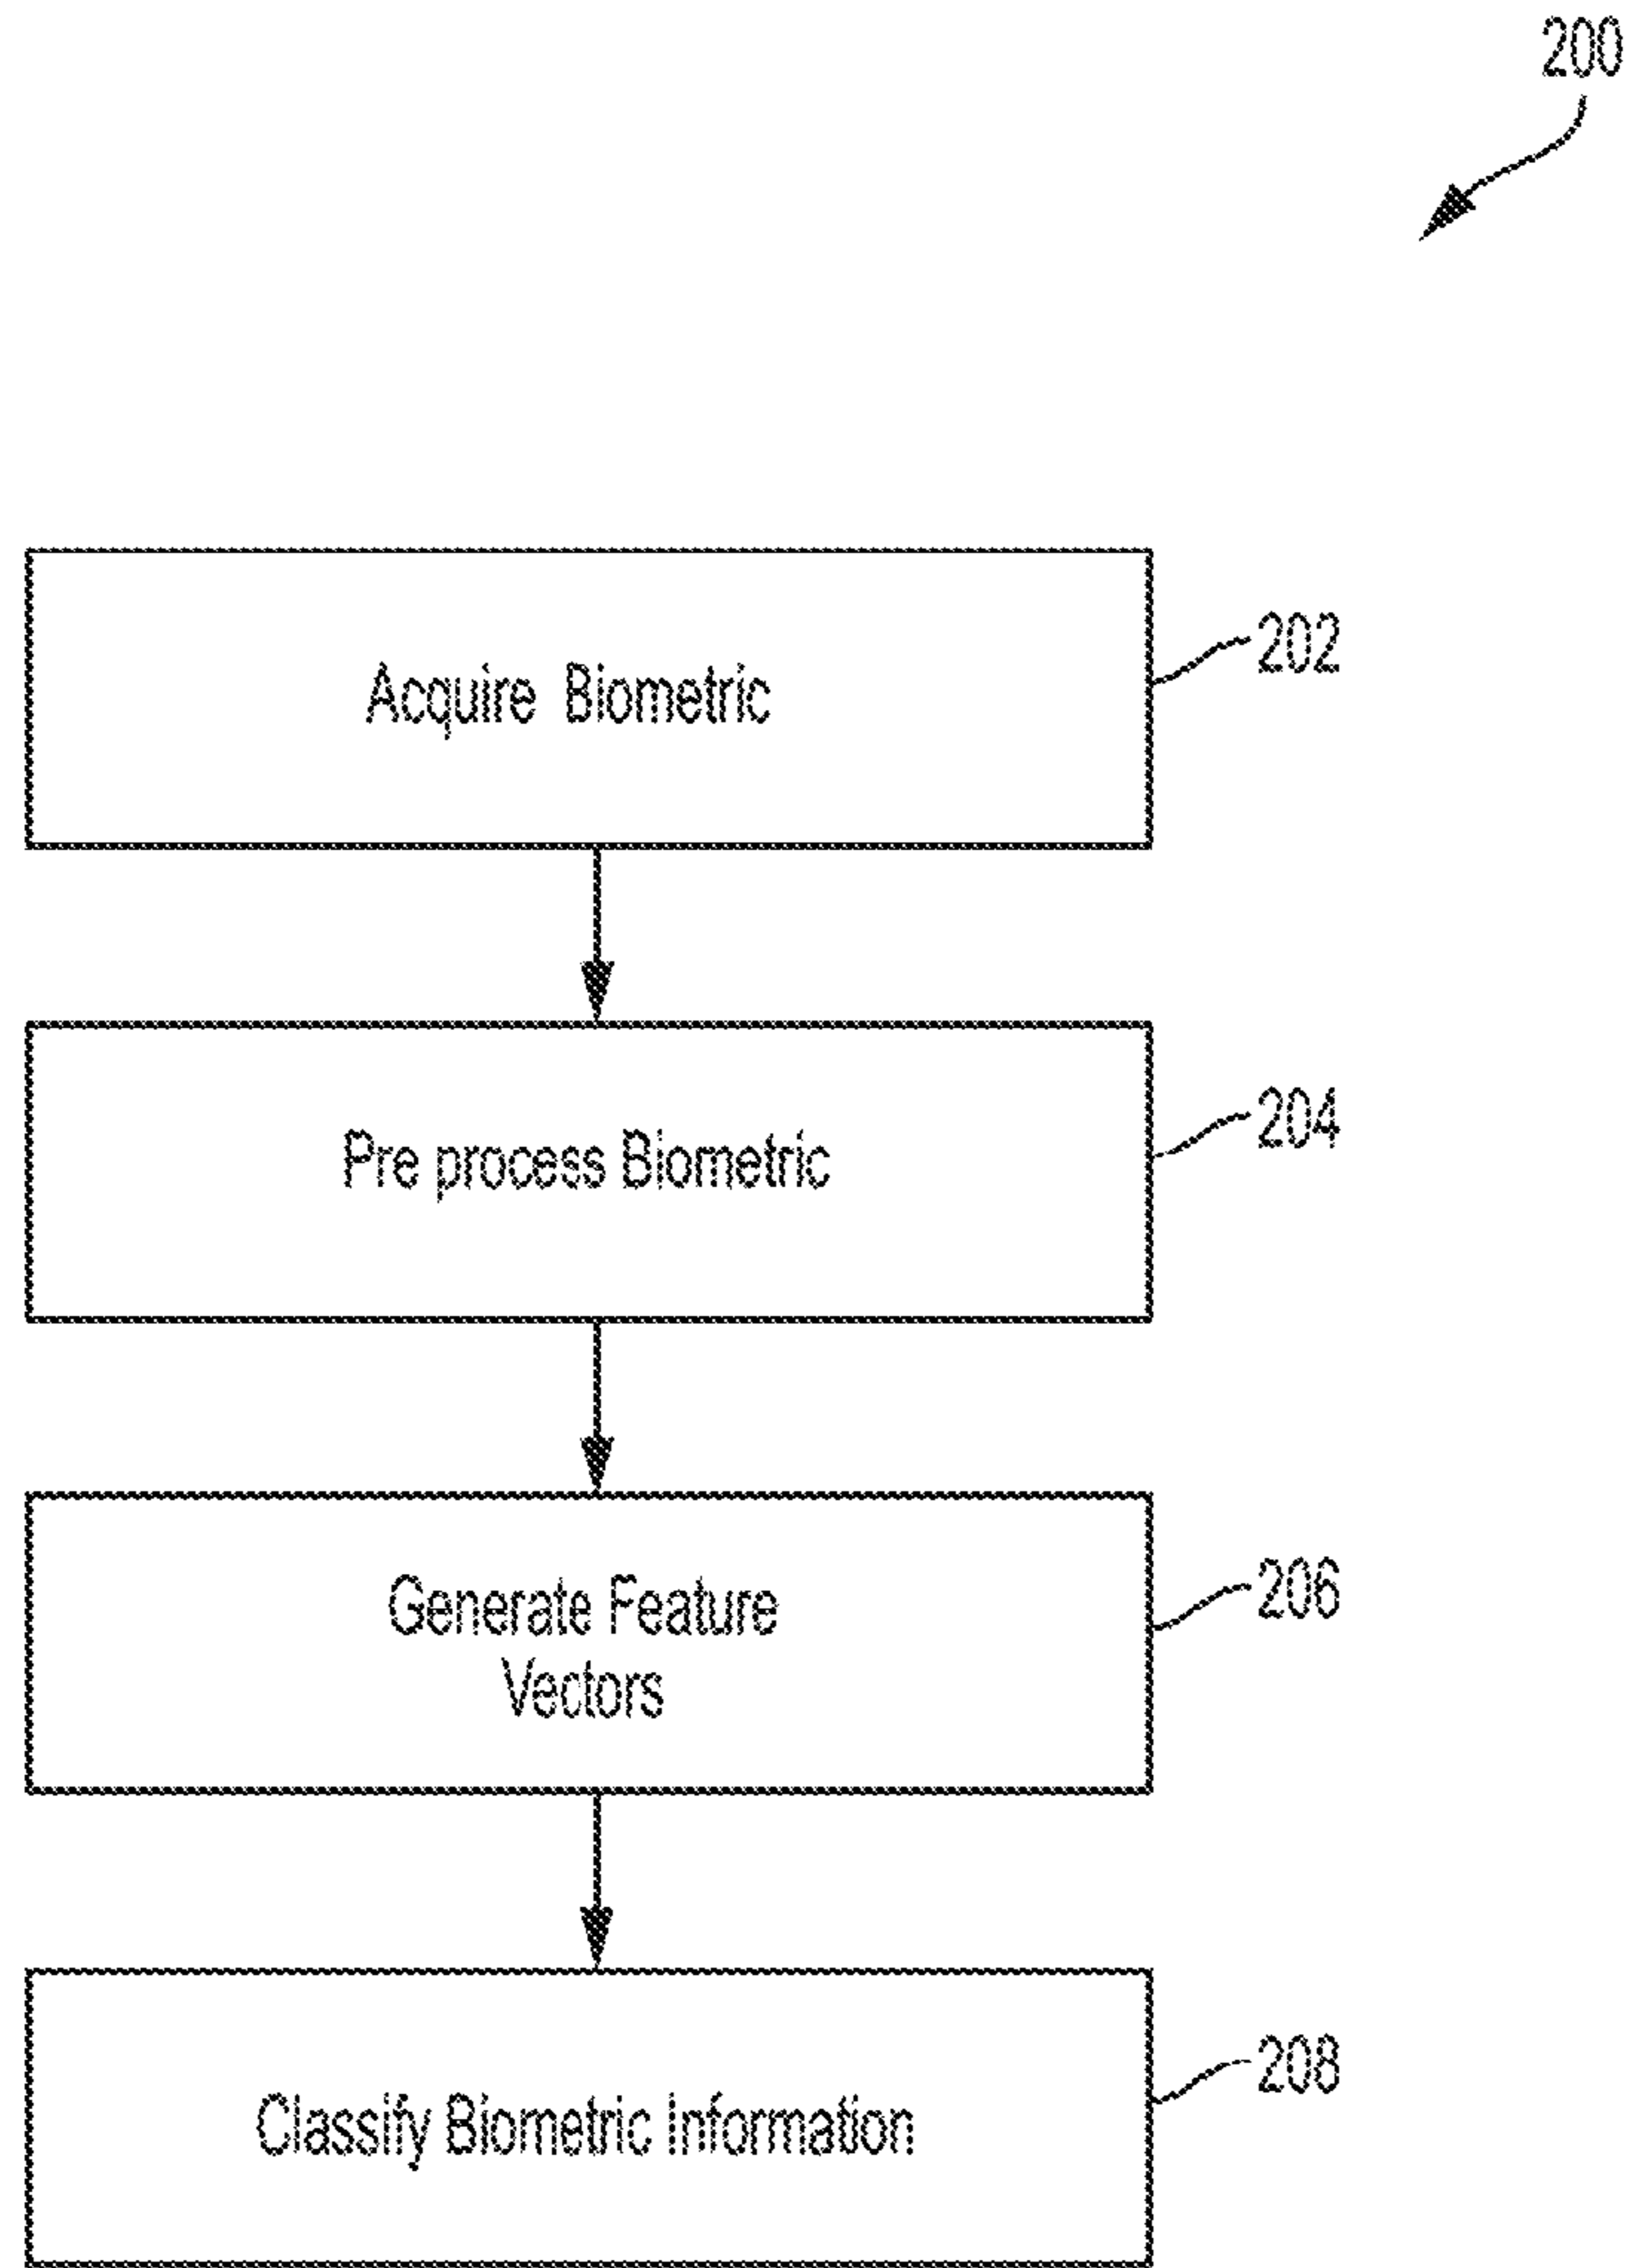 200
Acquire Biometric
202
Pre process Biometric
204
Generate Feature
Vectors
206
Classify Biometric Information
208